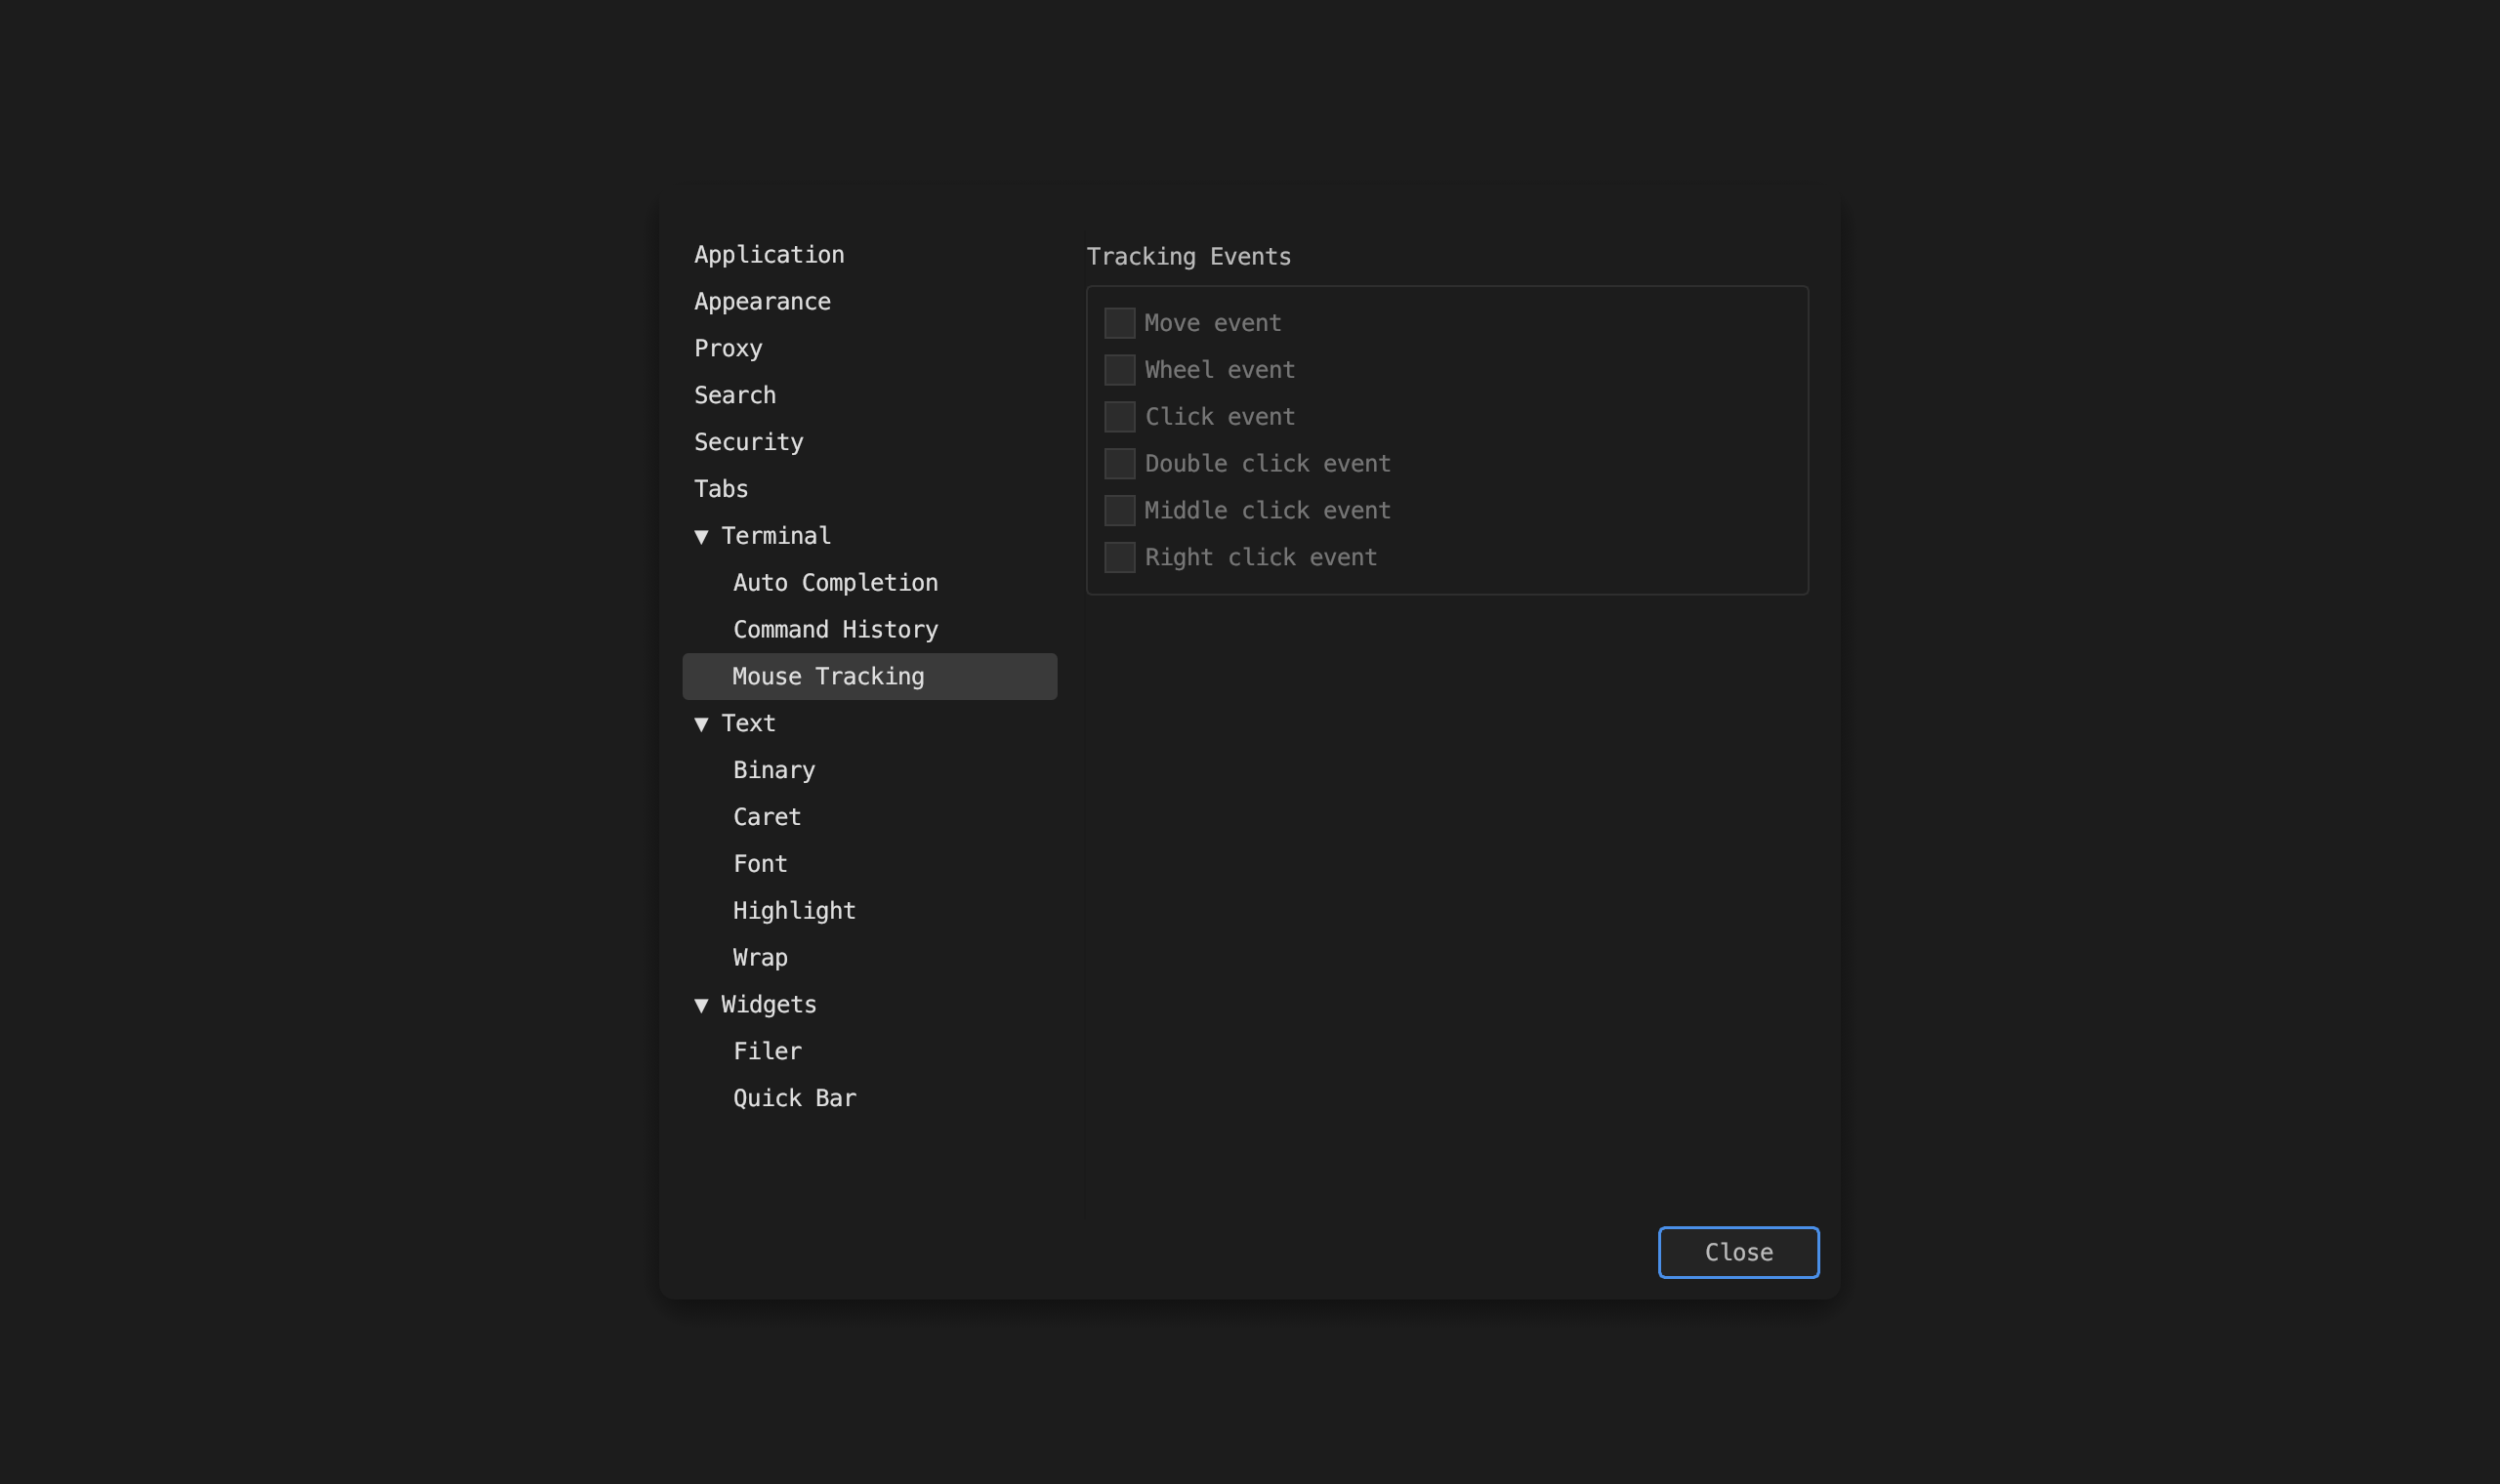 Application
Appearance
Proxy
Search
Security
Tabs
▼ Terminal
Auto Completion
Command History
Mouse Tracking
▼ Text
Binary
Caret
Font
Highlight
Wrap
▼ Widgets
Filer
Quick Bar
Tracking Events
Move event
Wheel event
Click event
Double click event
Middle click event
Right click event
Close